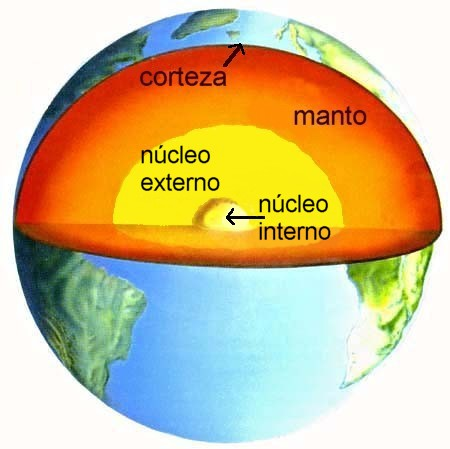 corteza
manto
núcleo
externo
núcleo
interno